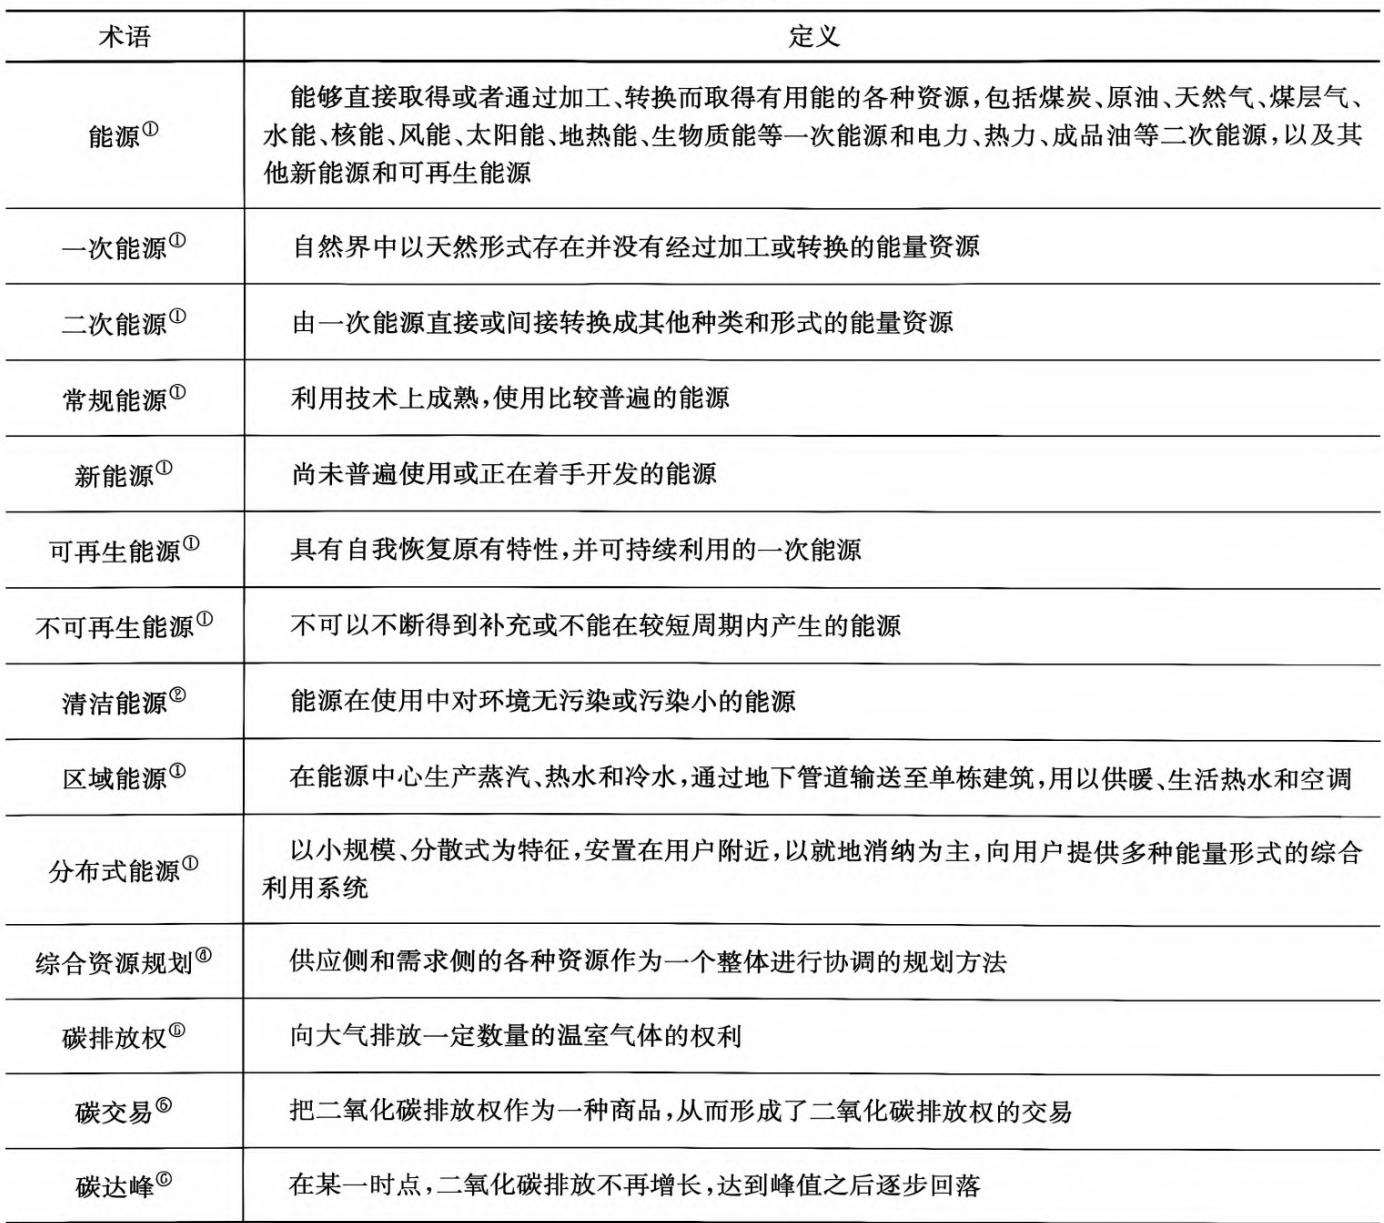 术语 定义
能源① 能够直接取得或者通过加工、转换而取得有用能的各种资源,包括煤炭、原油、天然气、煤层气、
水能、核能、风能、太阳能、地热能、生物质能等一次能源和电力、热力、成品油等二次能源,以及其
他新能源和可再生能源
一次能源① 自然界中以天然形式存在并没有经过加工或转换的能量资源
二次能源① 由一次能源直接或间接转换成其他种类和形式的能量资源
常规能源① 利用技术上成熟,使用比较普遍的能源
新能源① 尚未普遍使用或正在着手开发的能源
可再生能源① 具有自我恢复原有特性,并可持续利用的一次能源
不可再生能源① 不可以不断得到补充或不能在较短周期内产生的能源
清洁能源② 能源在使用中对环境无污染或污染小的能源
区域能源① 在能源中心生产蒸汽、热水和冷水,通过地下管道输送至单栋建筑,用以供暖、生活热水和空调
分布式能源① 以小规模、分散式为特征,安置在用户附近,以就地消纳为主,向用户提供多种能量形式的综合
利用系统
综合资源规划④ 供应侧和需求侧的各种资源作为一个整体进行协调的规划方法
碳排放权⑤ 向大气排放一定数量的温室气体的权利
碳交易⑥ 把二氧化碳排放权作为一种商品,从而形成了二氧化碳排放权的交易
碳达峰⑥ 在某一时点,二氧化碳排放不再增长,达到峰值之后逐步回落